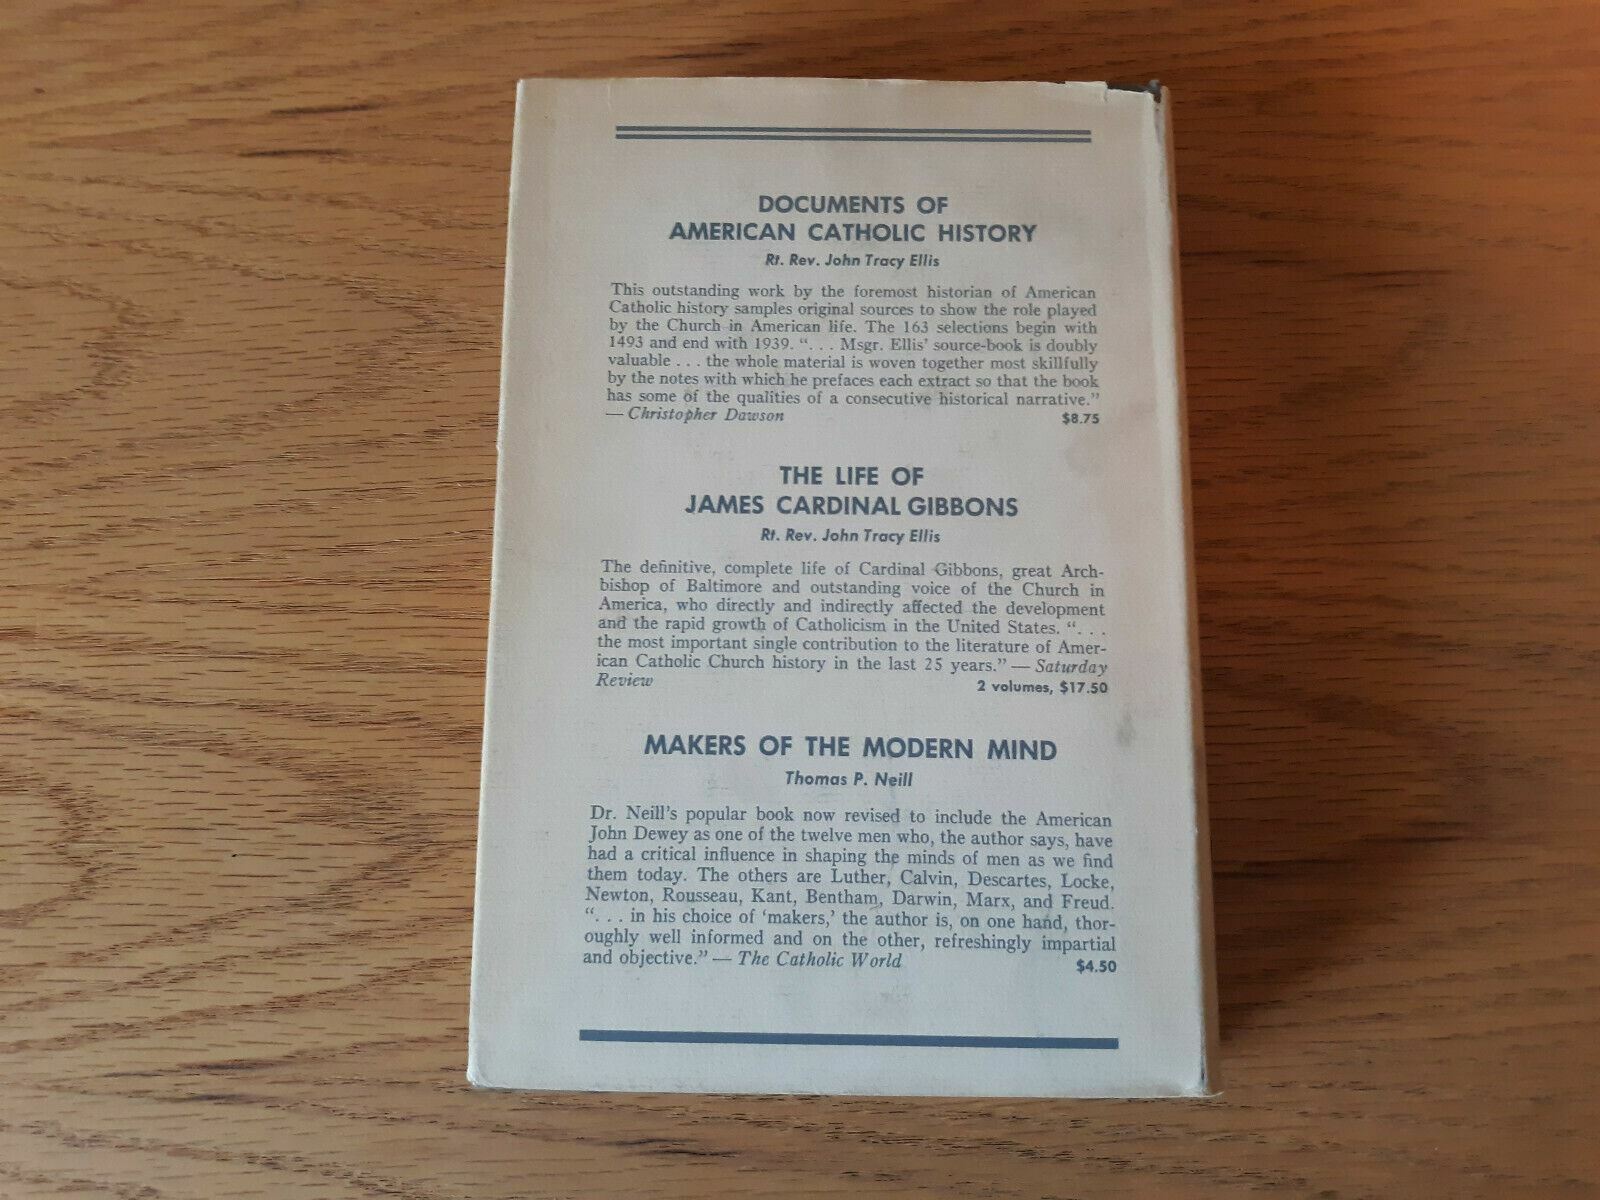 DOCUMENTS OF
AMERICAN CATHOLIC HISTORY
Rt. Rev. John Tracy Ellis
This outstanding work by the foremost historian of American
Catholic history samples original sources to show the role played
by the Church in American life. The 163 selections begin with
1493 and end with 1939. “. . . Msgr. Ellis’ source-book is doubly
valuable . . . the whole material is woven together most skillfully
by the notes with which he prefaces each extract so that the book
has some of the qualities of a consecutive historical narrative.”
— Christopher Dawson $8.75
THE LIFE OF
JAMES CARDINAL GIBBONS
Rt. Rev. John Tracy Ellis
The definitive, complete life of Cardinal Gibbons, great Arch-
bishop of Baltimore and outstanding voice of the Church in
America, who directly and indirectly affected the development
and the rapid growth of Catholicism in the United States. “. . .
the most important single contribution to the literature of Amer-
ican Catholic Church history in the last 25 years.” — Saturday
Review 2 volumes, $17.50
MAKERS OF THE MODERN MIND
Thomas P. Neill
Dr. Neill’s popular book now revised to include the American
John Dewey as one of the twelve men who, the author says, have
had a critical influence in shaping the minds of men as we find
them today. The others are Luther, Calvin, Descartes, Locke,
Newton, Rousseau, Kant, Bentham, Darwin, Marx, and Freud.
“. . . in his choice of ‘makers,’ the author is, on one hand, thor-
oughly well informed and on the other, refreshingly impartial
and objective.” — The Catholic World $4.50